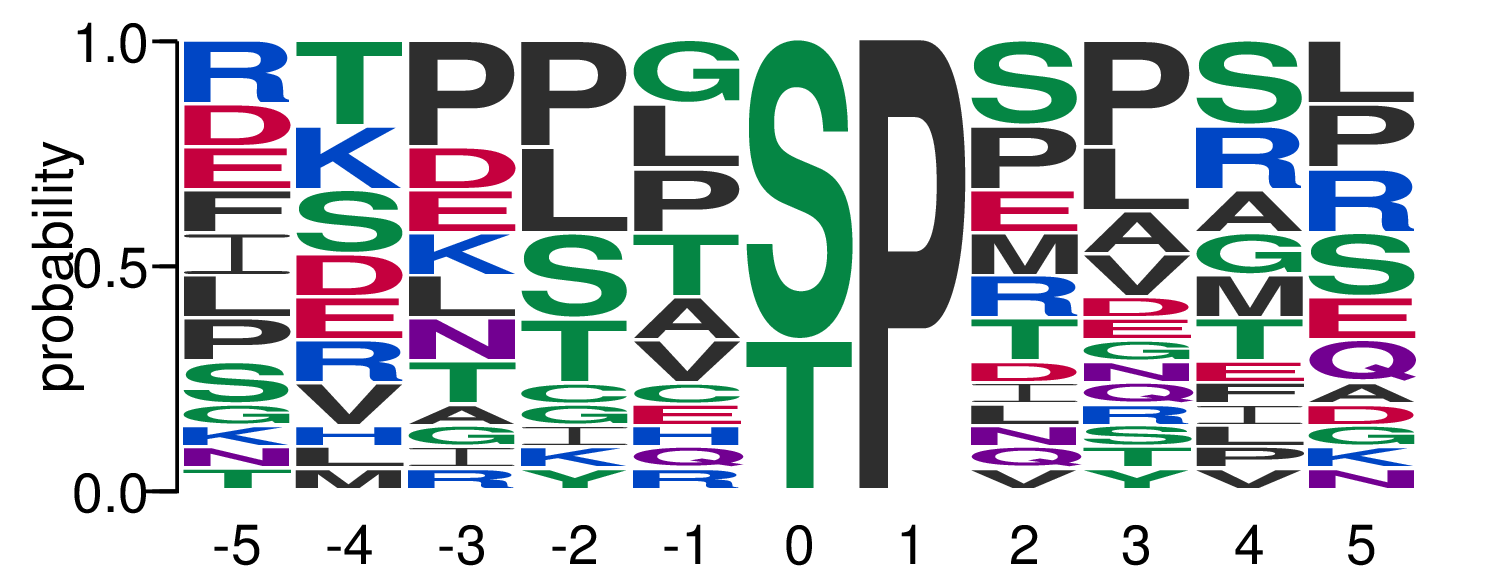 probability
1.0
0.5
0.0
R D E F I L P S G K N T
T K S D E R V H L M
P D E K L N T A G I R
P L S T C G I K Y
G L P T A V C E H Q R
S T
P
S P E M R T D I L N Q V
P L A V D E G N Q R S T Y
S R A G M T E F I L P V
L P R S E Q A D G K N
-5 -4 -3 -2 -1 0 1 2 3 4 5